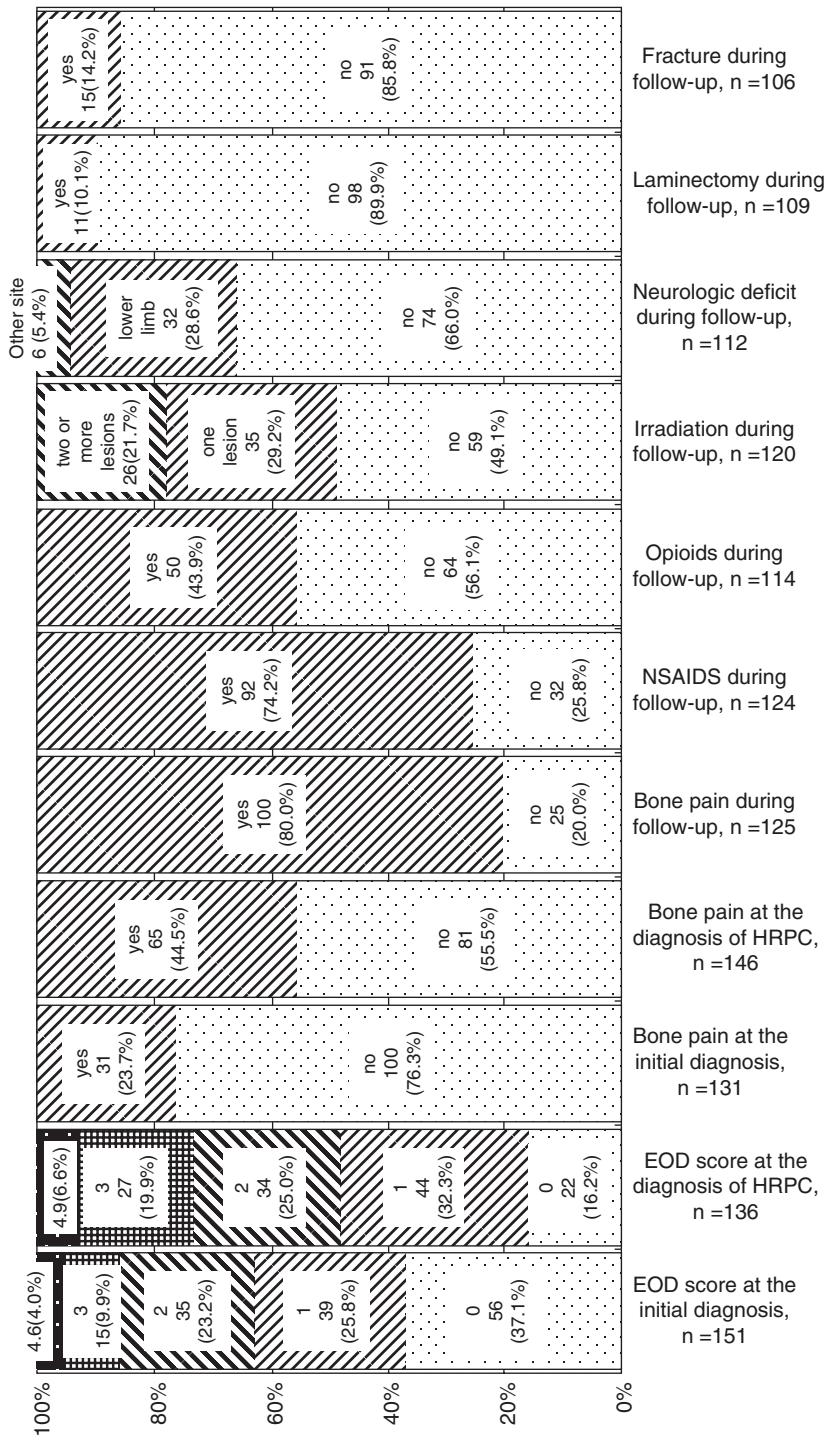 Other site
6 (5.4%)
yes
15(14.2%)
no
91
(85.8%)
Fracture during
follow-up, n =106
yes
11(10.1%)
no
98
(89.9%)
Laminectomy during
follow-up, n =109
lower
limb
32
(28.6%)
no
74
(66.0%)
Neurologic deficit
during follow-up,
n =112
two or
more
lesions
26(21.7%)
one
lesion
35
(29.2%)
no
59
(49.1%)
Irradiation during
follow-up, n =120
yes
50
(43.9%)
no
64
(56.1%)
Opioids during
follow-up, n =114
yes
92
(74.2%)
no
32
(25.8%)
NSAIDS during
follow-up, n =124
yes
100
(80.0%)
no
25
(20.0%)
Bone pain during
follow-up, n =125
yes
65
(44.5%)
no
81
(55.5%)
Bone pain at the
diagnosis of HRPC,
n =146
yes
31
(23.7%)
no
100
(76.3%)
Bone pain at the
initial diagnosis,
n =131
4.9(6.6%)
3
27
(19.9%)
2
34
(25.0%)
1
44
(32.3%)
0
22
(16.2%)
EOD score at the
diagnosis of HRPC,
n =136
4.6(4.0%)
3
15(9.9%)
2
35
(23.2%)
1
39
(25.8%)
0
56
(37.1%)
EOD score at the
initial diagnosis,
n =151
100%
80%
60%
40%
20%
0%